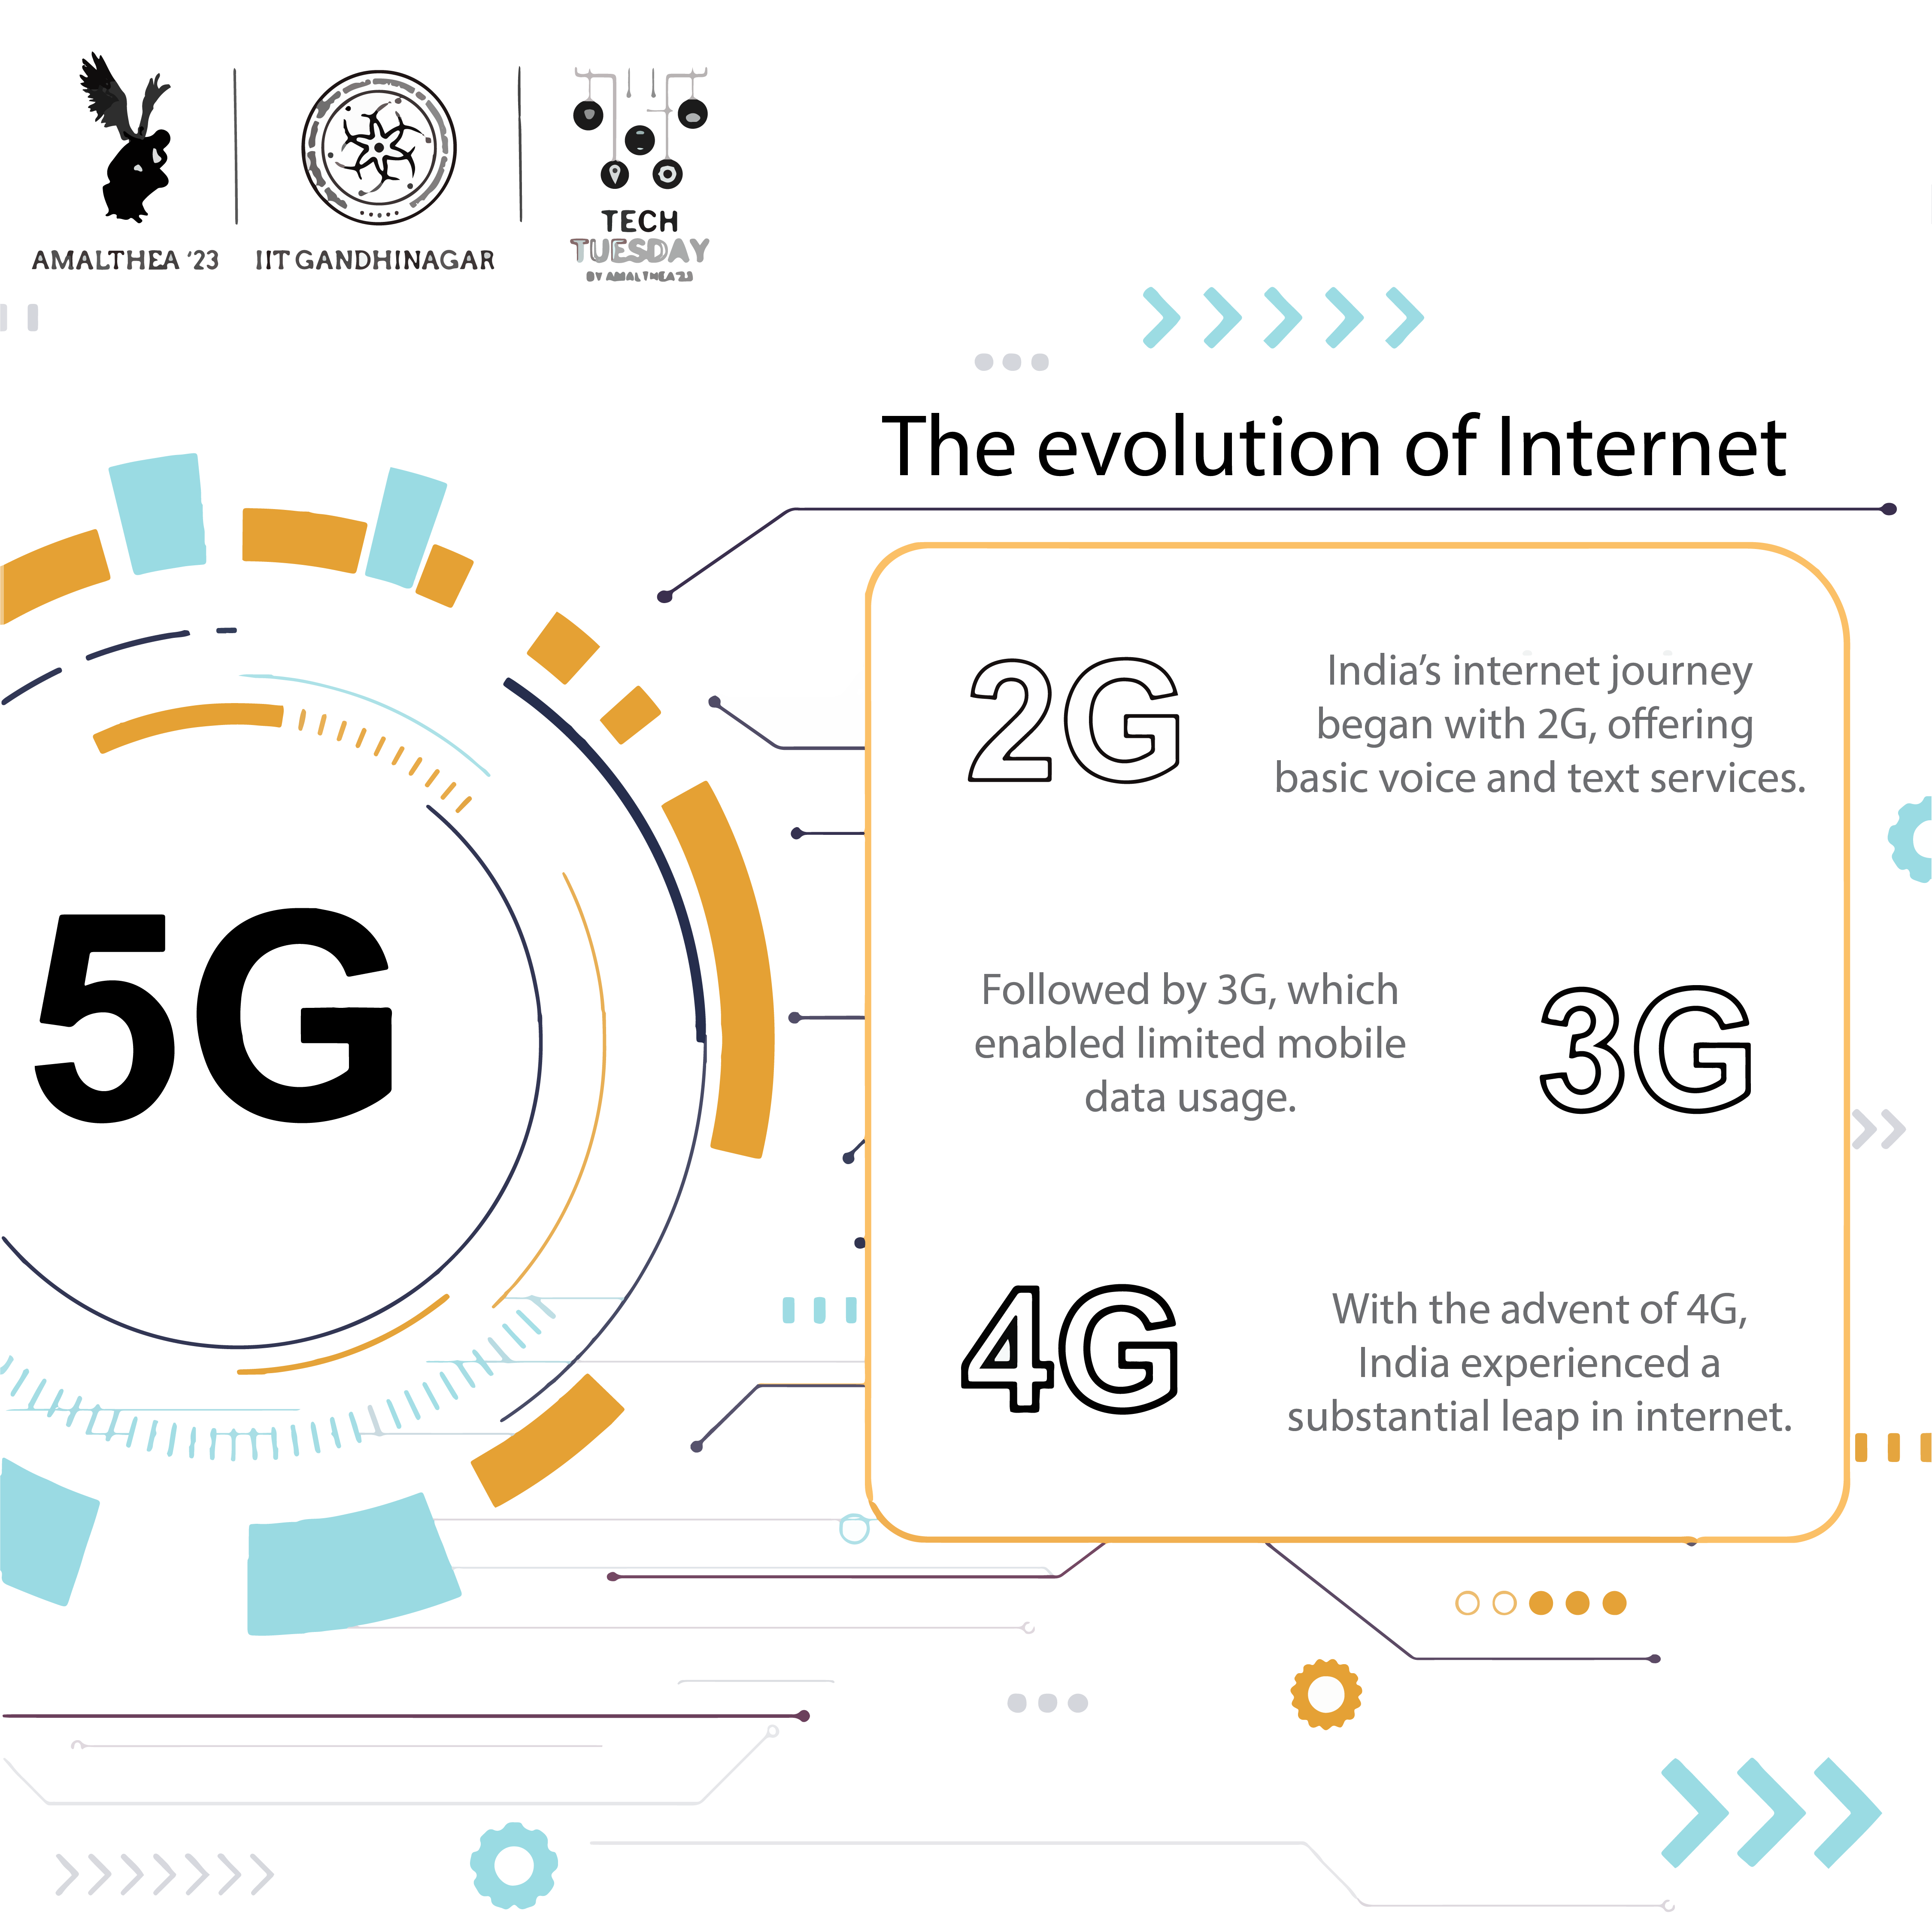 AMALTHEA '23
IIT GANDHINAGAR
TECH
TUESDAY
BY AMALTHEA'23
The evolution of Internet
5G
2G
India’s internet journey
began with 2G, offering
basic voice and text services.
Followed by 3G, which
enabled limited mobile
data usage.
3G
4G
With the advent of 4G,
India experienced a
substantial leap in internet.